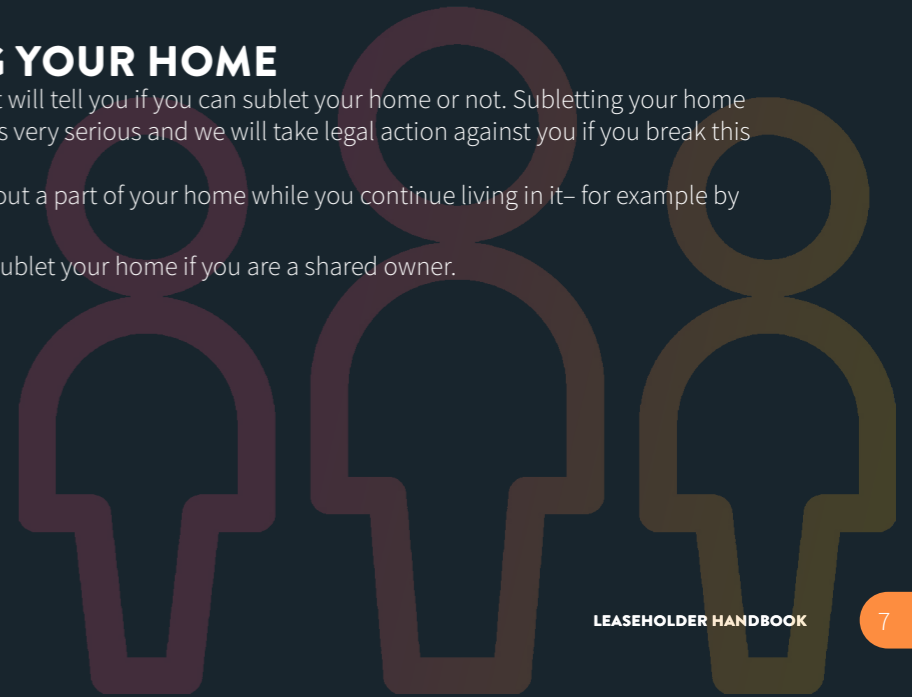 YOUR HOME
will tell you if you can sublet your home or not. Subletting your home
very serious and we will take legal action against you if you break this
a part of your home while you continue living in it– for example by
your home if you are a shared owner.
LEASEHOLDER HANDBOOK
7